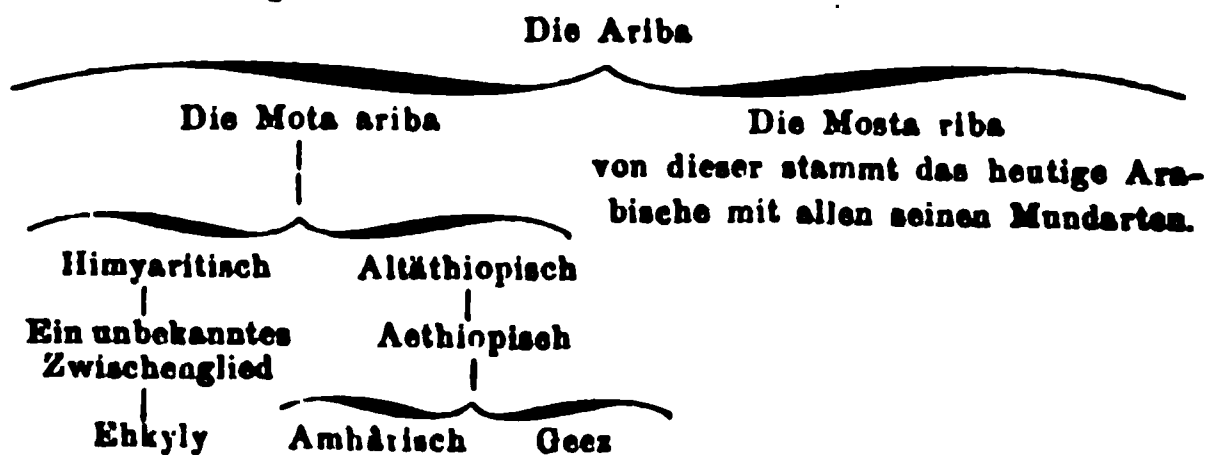 Die Ariba
Die Mota ariba
Die Mosta riba
von dieser stammt das heutige Ara-
bische mit allen seinen Mundarten.
Himyaritisch
Altäthiopisch
Ein unbekanntes
Zwischenglied
Aethiopisch
Ehkyly
Amhârisch
Geez